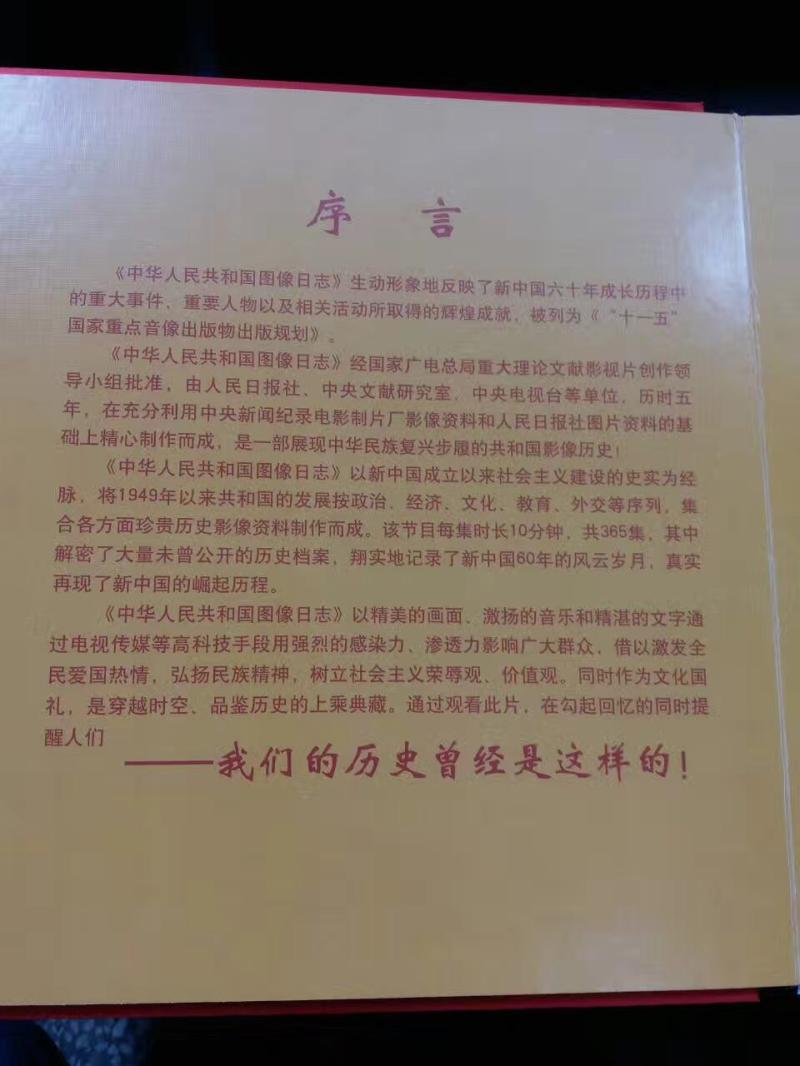 序 言
《中华人民共和国图像日志》生动形象地反映了新中国六十年成长历程中
的重大事件、重要人物以及相关活动所取得的辉煌成就，被列为《“十一五”
国家重点音像出版物出版规划》。
《中华人民共和国图像日志》经国家广电总局重大理论文献影视片创作领
导小组批准，由人民日报社、中央文献研究室，中央电视台等单位，历时五
年，在充分利用中央新闻纪录电影制片厂影像资料和人民日报社图片资料的基
础上精心制作而成，是一部展现中华民族复兴步履的共和国影像历史！
《中华人民共和国图像日志》以新中国成立以来社会主义建设的史实为经
脉，将1949年以来共和国的发展按政治、经济、文化、教育、外交等序列，集
合各方面珍贵历史影像资料制作而成。该节目每集时长10分钟，共365集，其中
解密了大量未曾公开的历史档案，翔实地记录了新中国60年的风云岁月，真实
再现了新中国的崛起历程。
《中华人民共和国图像日志》以精美的画面、激扬的音乐和精湛的文字通
过电视传媒等高科技手段用强烈的感染力、渗透力影响广大群众，借以激发全
民爱国热情，弘扬民族精神，树立社会主义荣辱观、价值观。同时作为文化国
礼，是穿越时空、品鉴历史的上乘典藏。通过观看此片，在勾起回忆的同时提
醒人们
——我们的历史曾经是这样的！